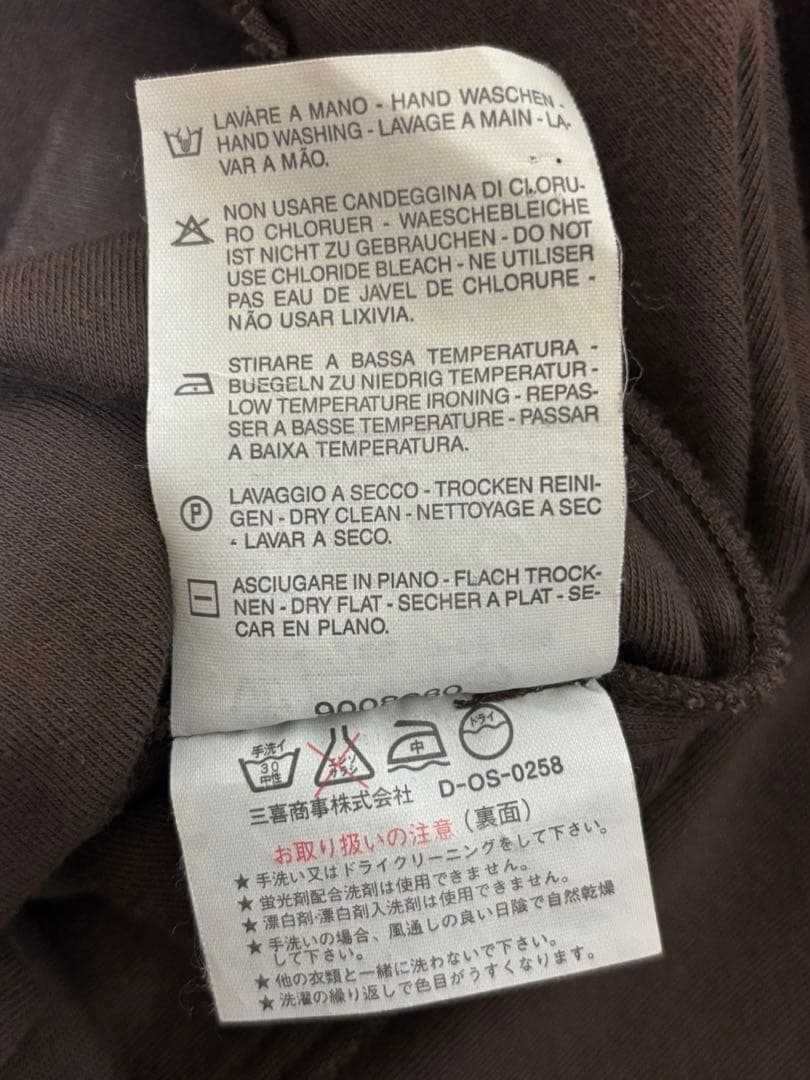 LAVÀRE A MANO - HAND WASCHEN -
HAND WASHING - LAVAGE A MAIN - LA-
VAR A MÃO.
NON USARE CANDEGGINA DI CLORU-
RO CHLORUER - WAESCHEBLEICHE
IST NICHT ZU GEBRAUCHEN - DO NOT
USE CHLORIDE BLEACH - NE UTILISER
PAS EAU DE JAVEL DE CHLORURE -
NÃO USAR LIXIVIA.
STIRARE A BASSA TEMPERATURA -
BUEGELN ZU NIEDRIG TEMPERATUR -
LOW TEMPERATURE IRONING - REPAS-
SER A BASSE TEMPERATURE - PASSAR
A BAIXA TEMPERATURA.
P
LAVAGGIO A SECCO - TROCKEN REINI-
GEN - DRY CLEAN - NETTOYAGE A SEC
- LAVAR A SECO.
ASCIUGARE IN PIANO - FLACH TROCK-
NEN - DRY FLAT - SECHER A PLAT - SE-
CAR EN PLANO.
手洗イ
30
中性
エンソ
サラシ
中
ドライ
三喜商事株式会社 D-OS-0258
お取り扱いの注意(裏面)
★手洗い又はドライクリーニングをして下さい。
★蛍光剤配合洗剤は使用できません。
★漂白剤・漂白剤入洗剤は使用できません。
★手洗いの場合、風通しの良い日陰で自然乾燥
して下さい。
★他の衣類と一緒に洗わないで下さい。
★洗濯の繰り返しで色目がうすくなります。